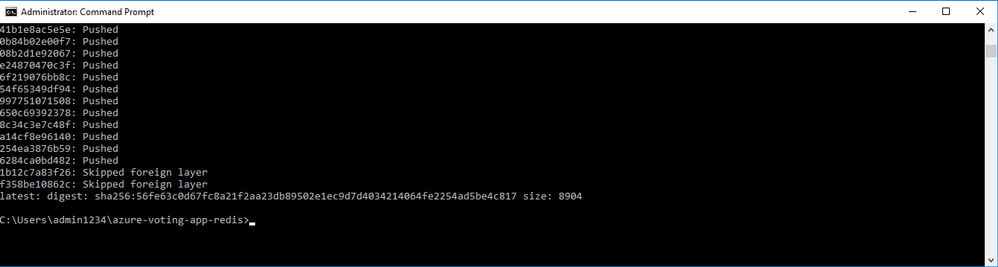 Administrator: Command Prompt
41b1e8ac5e5e: Pushed
0b84b02e00f7: Pushed
08b2d1e92067: Pushed
e24870470c3f: Pushed
6f219076bb8c: Pushed
54f65349df94: Pushed
997751071508: Pushed
650c69392378: Pushed
8c34c3e7c48f: Pushed
a14cf8e96140: Pushed
254ea3876b59: Pushed
6284ca0bd482: Pushed
1b12c7a83f26: Skipped foreign layer
f358be10862c: Skipped foreign layer
latest: digest: sha256:56fe63c0d67fc8a21f2aa23db89502e1ec9d7d4034214064fe2254ad5be4c817 size: 8904
C:\Users\admin1234\azure-voting-app-redis>